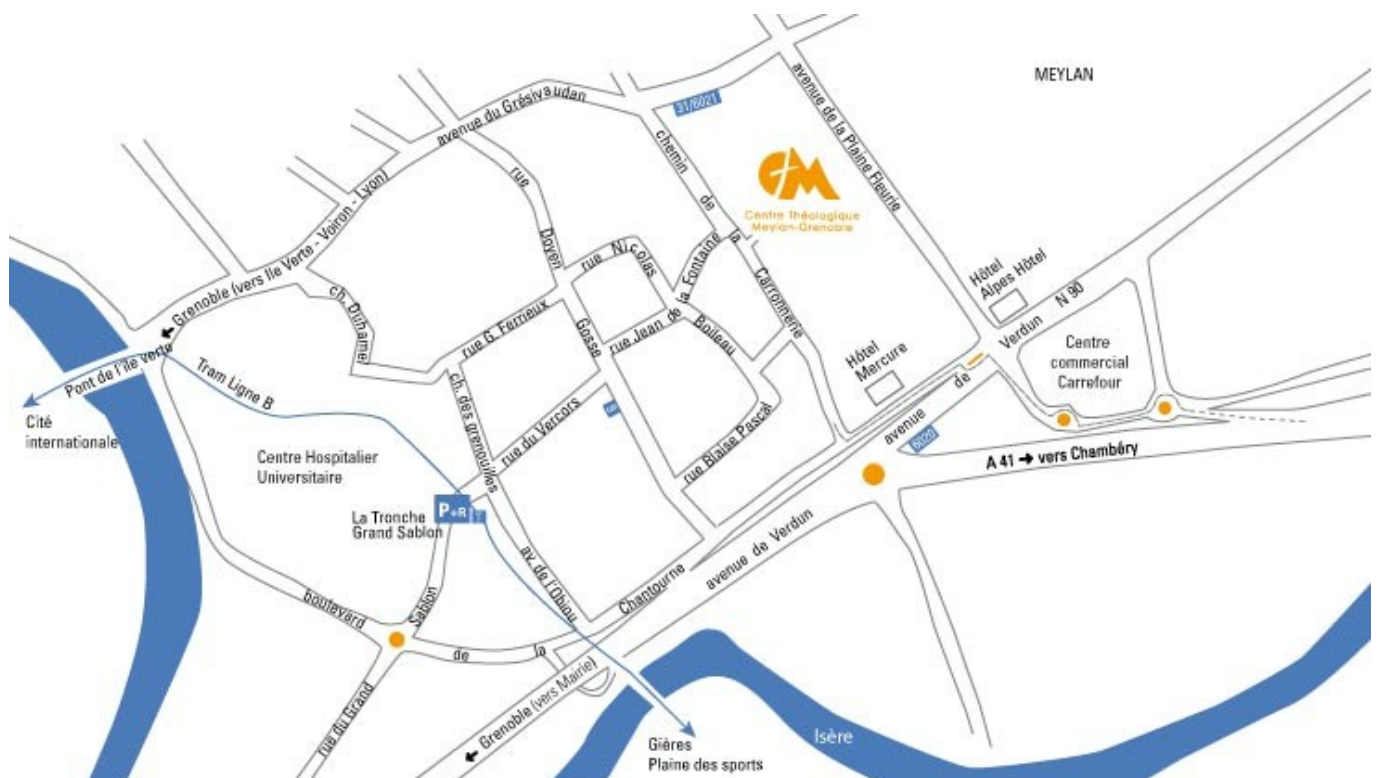 MEYLAN
avenue du Grésivaudan
31/6021
avenue de la Plaine Fleurie
chemin de la Carronnerie
CTM
Centre Théologique
Meylan-Grenoble
rue Doyen Gosse
rue Nicolas Boileau
rue Jean de la Fontaine
Grenoble (vers Ile Verte - Voiron - Lyon)
ch. Duhamel
rue G. Ferrieux
Hôtel
Alpes Hôtel
N 90
Centre
commercial
Carrefour
Hôtel
Mercure
avenue de Verdun
6020
A 41 → vers Chambéry
Pont de l'île verte
Tram Ligne B
Cité
internationale
ch. des grenouilles
rue du Vercors
rue Blaise Pascal
Centre Hospitalier
Universitaire
La Tronche
Grand Sablon
P+R
av. de l'Obiou
boulevard de la Chantourne
avenue de Verdun
rue du Grand Sablon
Grenoble (vers Mairie)
Gières
Plaine des sports
Isère